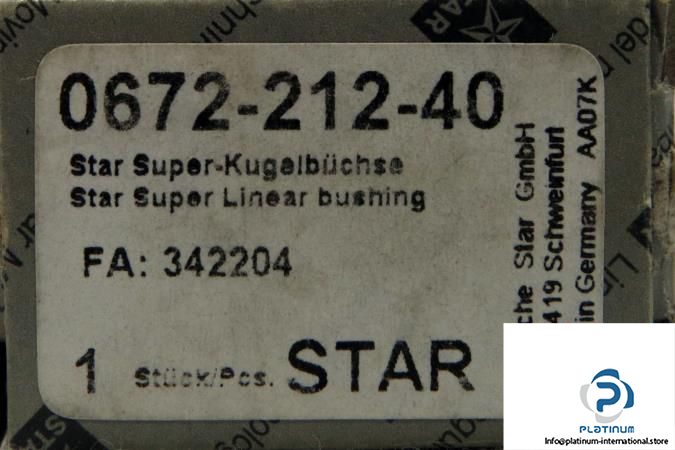 0672-212-40
Star Super-Kugelbüchse
Star Super Linear bushing
FA: 342204
1 Stück/Pcs. STAR
che Star GmbH
419 Schweinfurt
in Germany AA07K
STAR
PLATINUM
Info@platinum-international.store